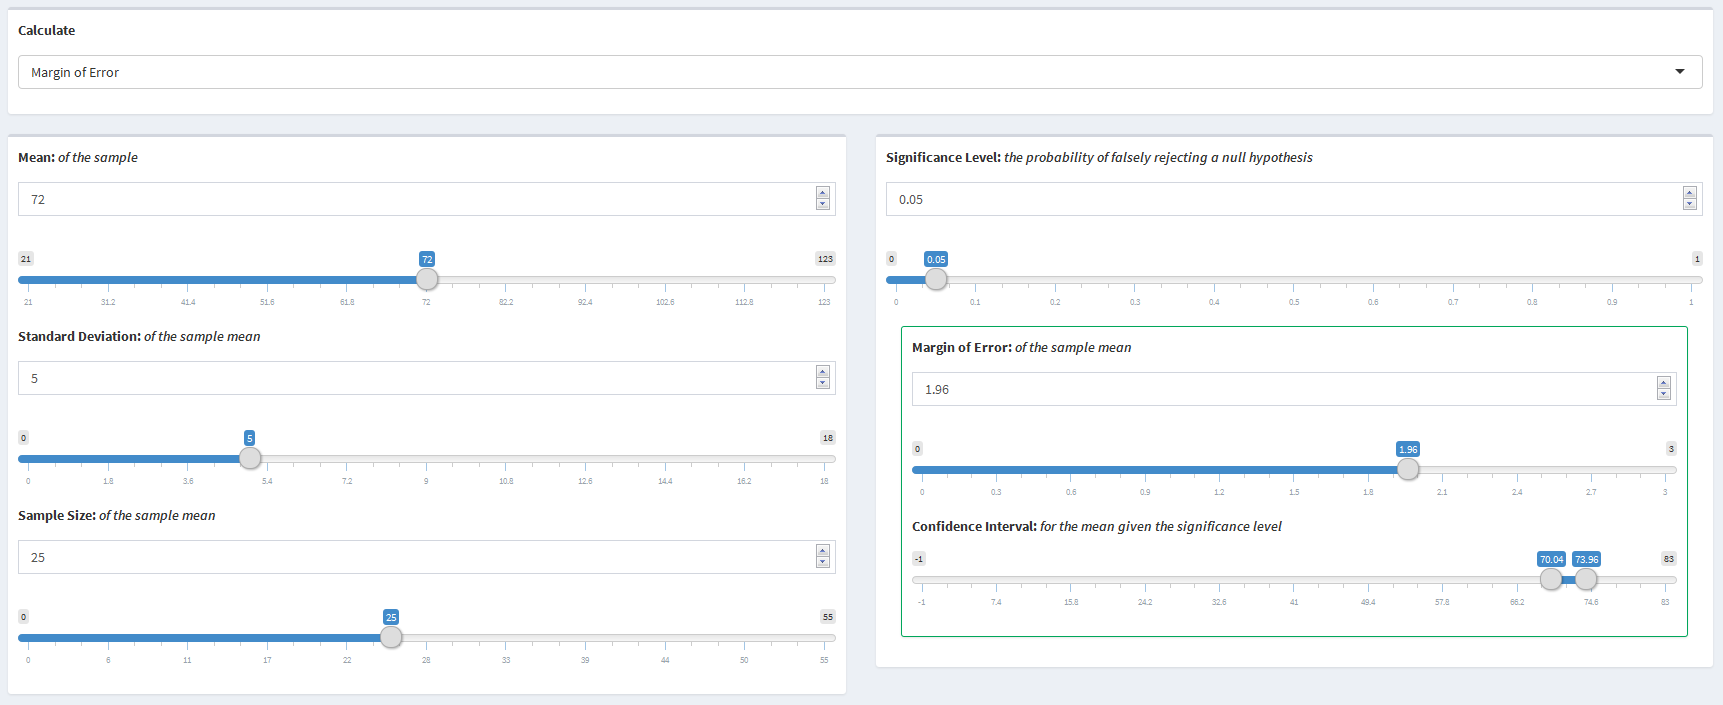 Calculate
Margin of Error
Mean: of the sample
72
21 72 123
21 31.2 41.4 51.6 61.8 72 82.2 92.4 102.6 112.8 123
Standard Deviation: of the sample mean
5
0 5 18
0 1.8 3.6 5.4 7.2 9 10.8 12.6 14.4 16.2 18
Sample Size: of the sample mean
25
0 25 55
0 6 11 17 22 28 33 39 44 50 55
Significance Level: the probability of falsely rejecting a null hypothesis
0.05
0 0.05 1
0 0.1 0.2 0.3 0.4 0.5 0.6 0.7 0.8 0.9 1
Margin of Error: of the sample mean
1.96
0 1.96 3
0 0.3 0.6 0.9 1.2 1.5 1.8 2.1 2.4 2.7 3
Confidence Interval: for the mean given the significance level
-1 70.04 73.96 83
-1 7.4 15.8 24.2 32.6 41 49.4 57.8 66.2 74.6 83